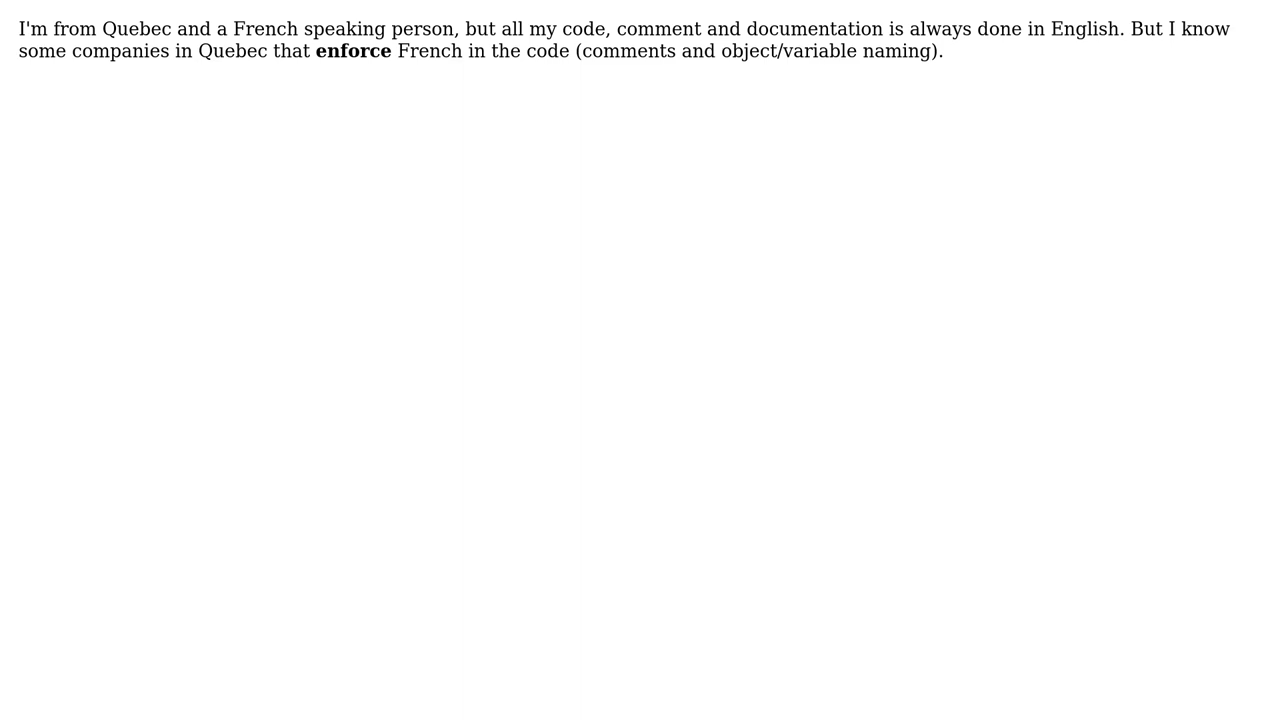 I'm from Quebec and a French speaking person, but all my code, comment and documentation is always done in English. But I know
some companies in Quebec that enforce French in the code (comments and object/variable naming).